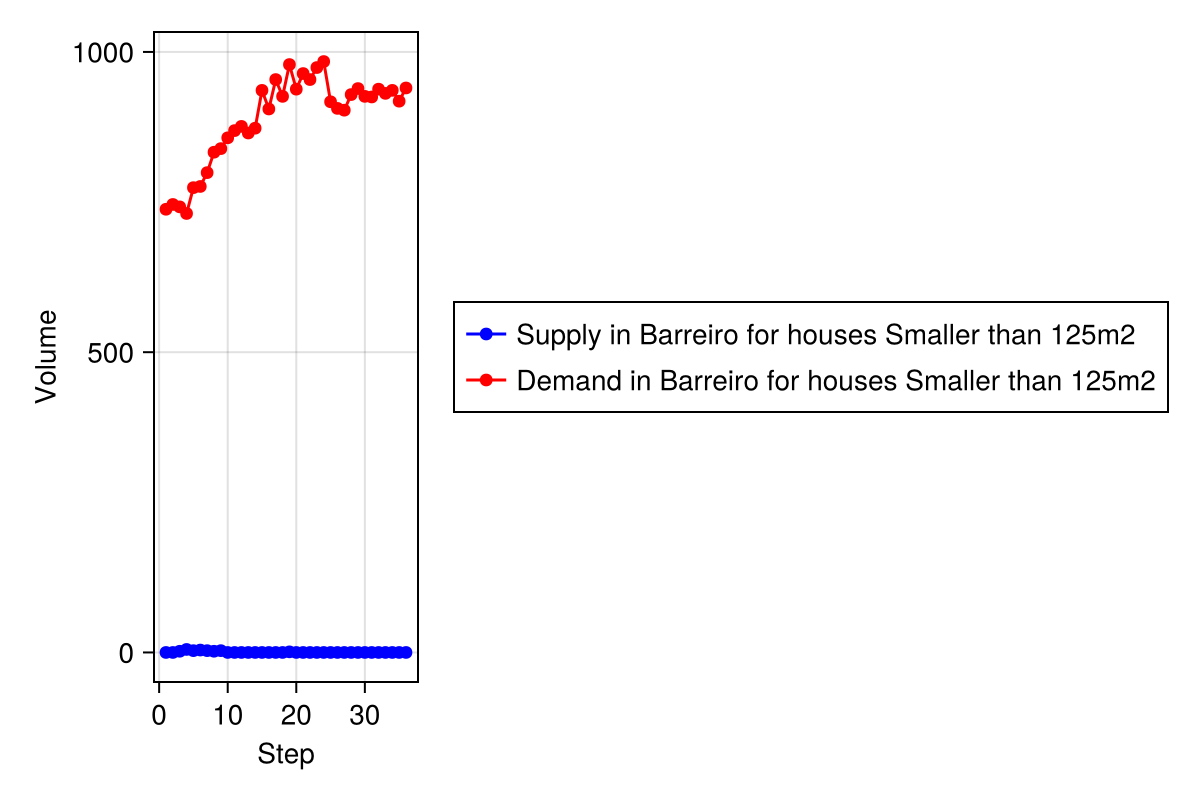 1000
500
0
Volume
0 10 20 30
Step
Supply in Barreiro for houses Smaller than 125m2
Demand in Barreiro for houses Smaller than 125m2